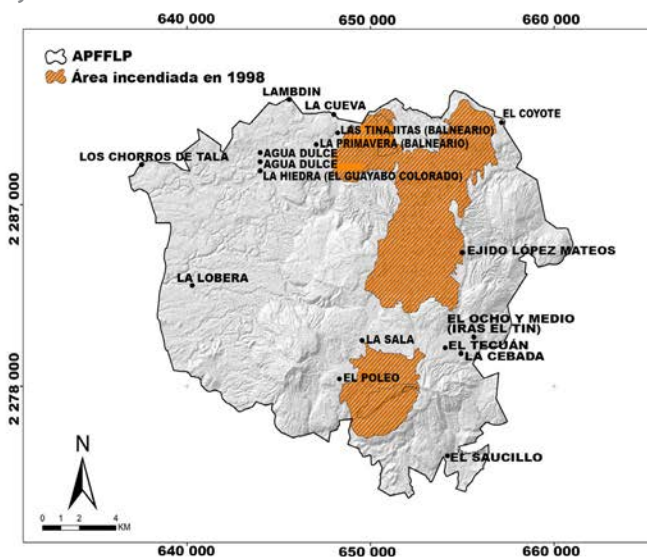 640 000
650 000
660 000
APFFLP
Área incendiada en 1998
LAMBDIN
LA CUEVA
EL COYOTE
LAS TINAJITAS (BALNEARIO)
LA PRIMAVERA (BALNEARIO)
AGUA DULCE
LOS CHORROS DE TALA
AGUA DULCE
LA HIEDRA (EL GUAYABO COLORADO)
2 287 000
EJIDO LÓPEZ MATEOS
LA LOBERA
EL OCHO Y MEDIO
(IRAS EL TIN)
LA SALA
EL TECUÁN
LA CEBADA
2 278 000
EL POLEO
N
EL SAUCILLO
0 1 2 4
KM
640 000
650 000
660 000